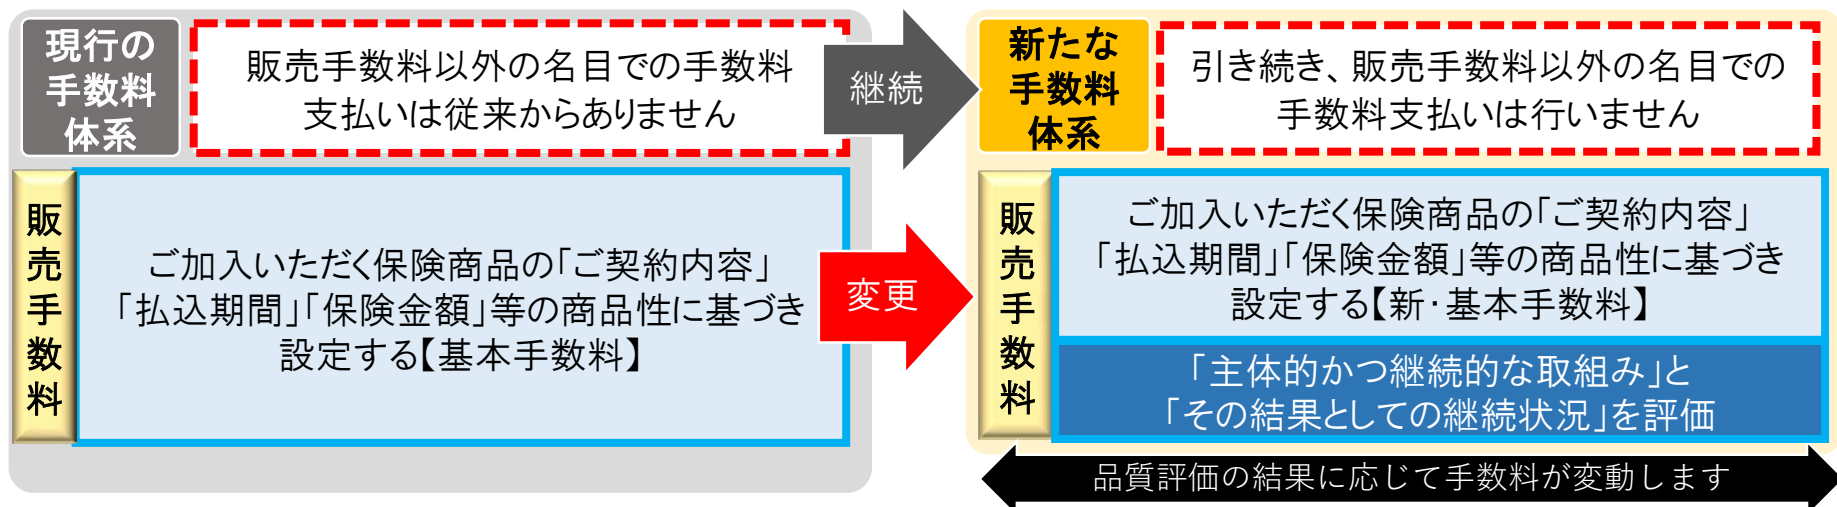 現行の
手数料
体系
販売手数料以外の名目での手数料
支払いは従来からありません
販売手数料
ご加入いただく保険商品の「ご契約内容」
「払込期間」「保険金額」等の商品性に基づき
設定する【基本手数料】
継続
変更
新たな
手数料
体系
引き続き、販売手数料以外の名目での
手数料支払いは行いません
販売手数料
ご加入いただく保険商品の「ご契約内容」
「払込期間」「保険金額」等の商品性に基づき
設定する【新・基本手数料】
「主体的かつ継続的な取組み」と
「その結果としての継続状況」を評価
品質評価の結果に応じて手数料が変動します